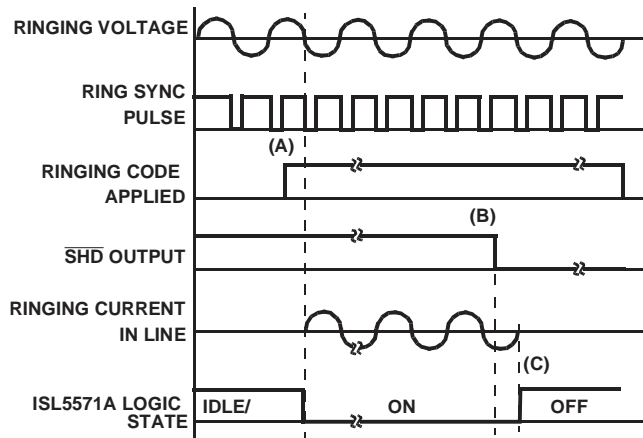 RINGING VOLTAGE
RING SYNC
PULSE
(A)
RINGING CODE
APPLIED
(B)
SHD OUTPUT
RINGING CURRENT
IN LINE
(C)
ISL5571A LOGIC
STATE
IDLE/
ON
OFF